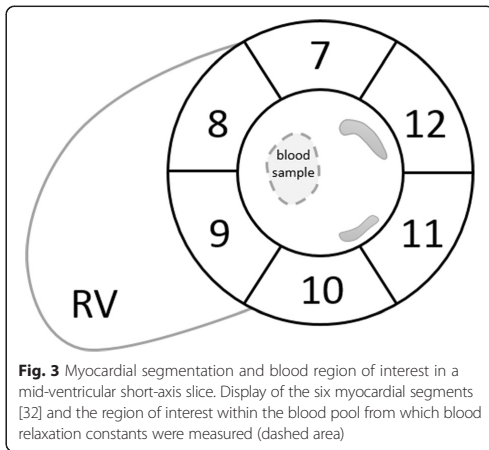 7
8
12
blood
sample
9
11
10
RV
Fig. 3 Myocardial segmentation and blood region of interest in a
mid-ventricular short-axis slice. Display of the six myocardial segments
[32] and the region of interest within the blood pool from which blood
relaxation constants were measured (dashed area)